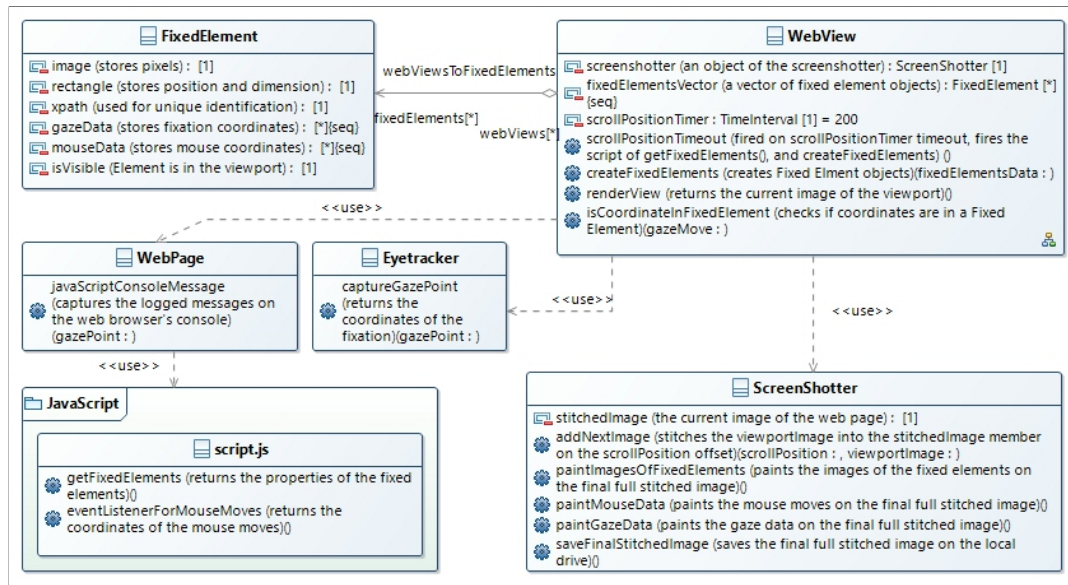 FixedElement
image (stores pixels) : [1]
rectangle (stores position and dimension) : [1]
xpath (used for unique identification) : [1]
gazeData (stores fixation coordinates) : [*]{seq}
mouseData (stores mouse coordinates) : [*]{seq}
isVisible (Element is in the viewport) : [1]
webViewsToFixedElements
fixedElements[*]
webViews[*]
WebView
screenshotter (an object of the screenshotter) : ScreenShotter [1]
fixedElementsVector (a vector of fixed element objects) : FixedElement [*]
{seq}
scrollPositionTimer : TimeInterval [1] = 200
scrollPositionTimeout (fired on scrollPositionTimer timeout, fires the
script of getFixedElements(), and createFixedElements) ()
createFixedElements (creates Fixed Elment objects)(fixedElementsData : )
renderView (returns the current image of the viewport)()
isCoordinateInFixedElement (checks if coordinates are in a Fixed
Element)(gazeMove : )
<<use>>
WebPage
javaScriptConsoleMessage
(captures the logged messages on
the web browser's console)
(gazePoint : )
Eyetracker
captureGazePoint
(returns the
coordinates of the
fixation)(gazePoint : )
<<use>>
<<use>>
<<use>>
JavaScript
script.js
getFixedElements (returns the properties of the fixed
elements)()
eventListenerForMouseMoves (returns the
coordinates of the mouse moves)()
ScreenShotter
stitchedImage (the current image of the web page) : [1]
addNextImage (stitches the viewportImage into the stitchedImage member
on the scrollPosition offset)(scrollPosition : , viewportImage : )
paintImagesOfFixedElements (paints the images of the fixed elements on
the final full stitched image)()
paintMouseData (paints the mouse moves on the final full stitched image)()
paintGazeData (paints the gaze data on the final full stitched image)()
saveFinalStitchedImage (saves the final full stitched image on the local
drive)()